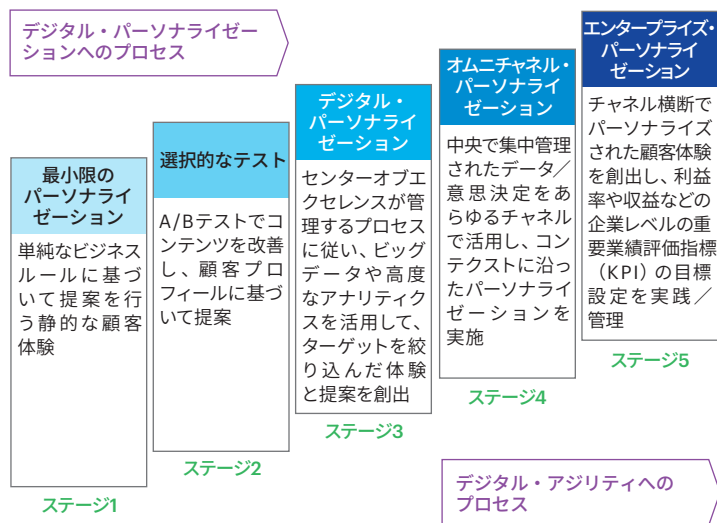 デジタル・パーソナライゼー
ションへのプロセス
最小限の
パーソナライ
ゼーション
単純なビジネス
ルールに基づ
いて提案を行
う静的な顧客
体験
ステージ1
選択的なテスト
A/Bテストでコ
ンテンツを改善
し、顧客プロ
フィールに基づ
いて提案
ステージ2
デジタル・
パーソナライ
ゼーション
センターオブエ
クセレンスが管
理するプロセス
に従い、ビッグ
データや高度
なアナリティク
スを活用して、
ターゲットを絞
り込んだ体験
と提案を創出
ステージ3
オムニチャネル・
パーソナライ
ゼーション
中央で集中管理
されたデータ／
意思決定をあ
らゆるチャネル
で活用し、コン
テクストに沿っ
たパーソナライ
ゼーションを
実施
ステージ4
エンタープライズ・
パーソナライ
ゼーション
チャネル横断で
パーソナライズ
された顧客体験
を創出し、利益
率や収益などの
企業レベルの重
要業績評価指標
（KPI）の目標
設定を実践／
管理
ステージ5
デジタル・アジリティへの
プロセス